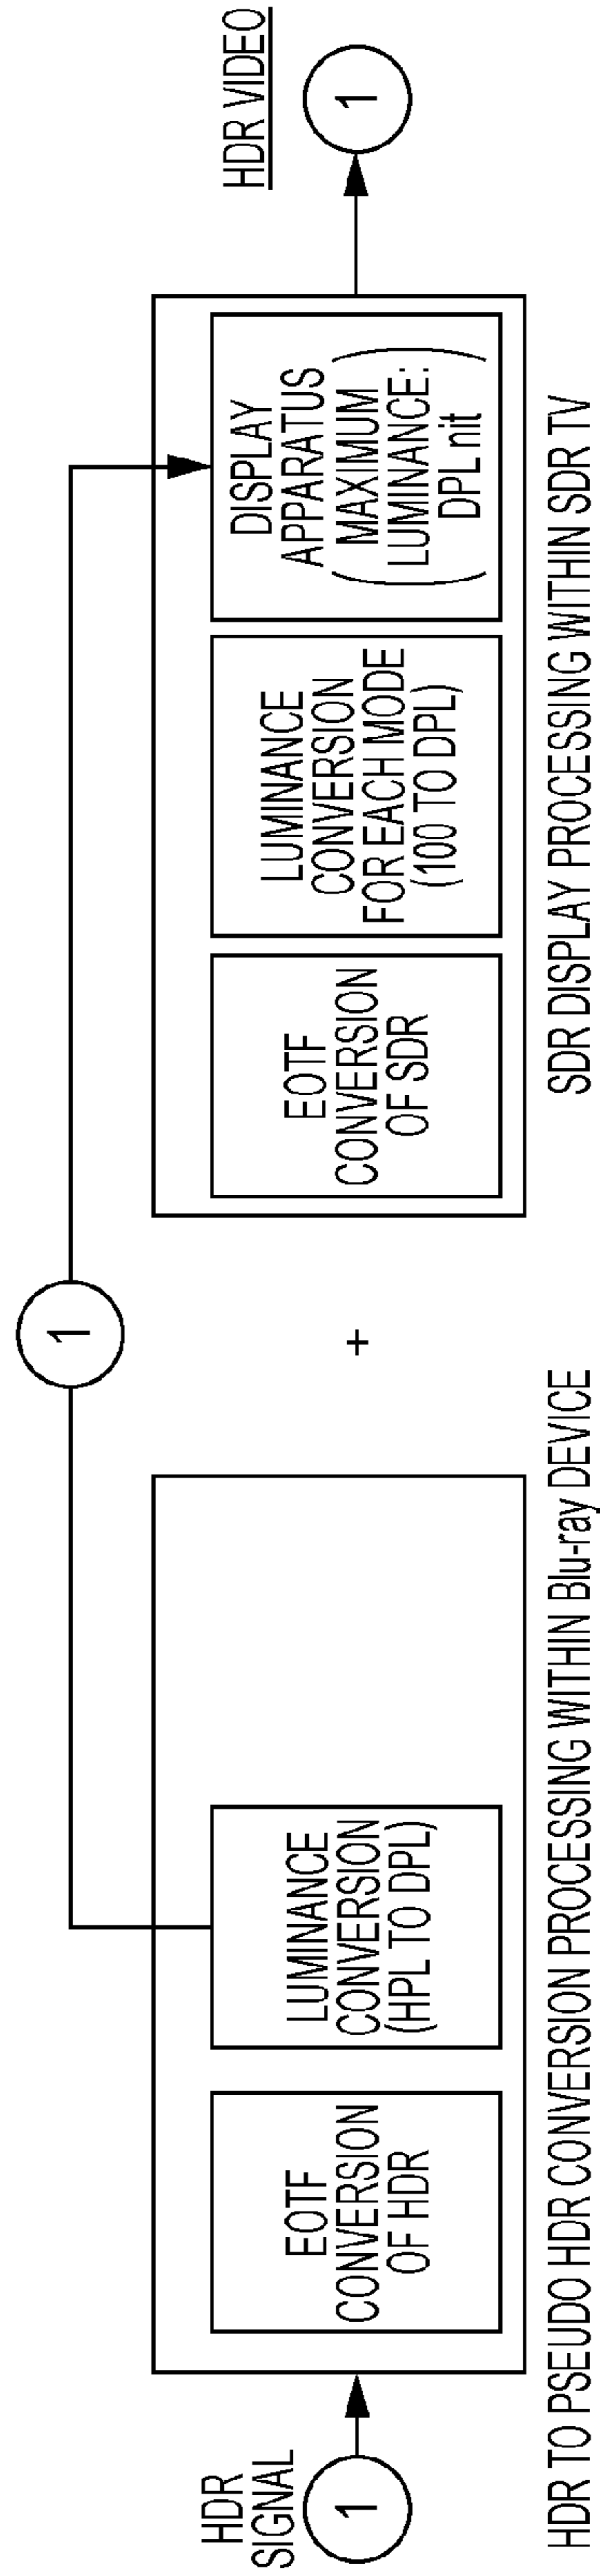 HDR
SIGNAL
1
EOTF
CONVERSION
OF HDR
LUMINANCE
CONVERSION
(HPL TO DPL)
HDR TO PSEUDO HDR CONVERSION PROCESSING WITHIN Blu-ray DEVICE
1
+
EOTF
CONVERSION
OF SDR
LUMINANCE
CONVERSION
FOR EACH MODE
(100 TO DPL)
DISPLAY
APPARATUS
(MAXIMUM
LUMINANCE:
DPL nit)
SDR DISPLAY PROCESSING WITHIN SDR TV
HDR VIDEO
1